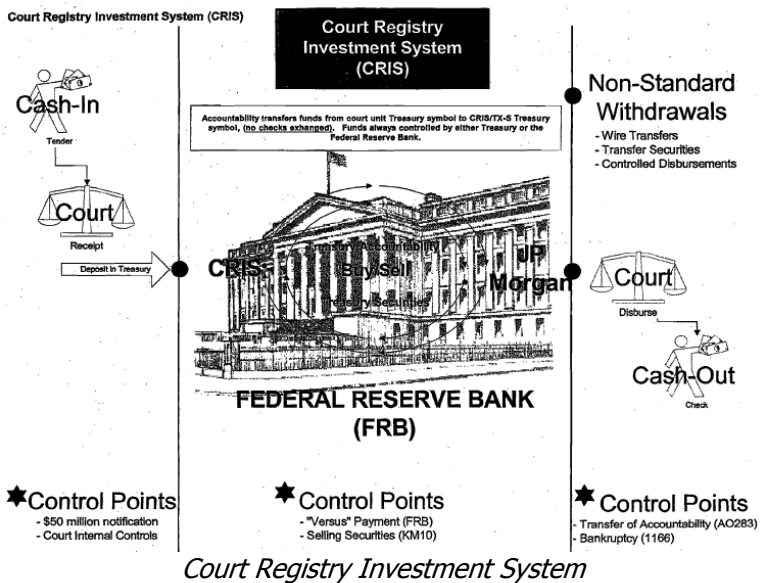 Court Registry Investment System (CRIS)
Court Registry
Investment System
(CRIS)
Cash-In
Tender
Court
Receipt
Deposit in Treasury
Accountability transfers funds from court unit Treasury symbol to CRIS/TX-S Treasury
symbol, (no checks exhanged). Funds always controlled by either Treasury or the
Federal Reserve Bank.
CRIS
Treasury Accountability
Buy/Sell
Treasury Securities
JP
Morgan
FEDERAL RESERVE BANK
(FRB)
Non-Standard
Withdrawals
- Wire Transfers
- Transfer Securities
- Controlled Disbursements
Court
Disburse
Cash-Out
Check
Control Points
- $50 million notification
- Court Internal Controls
Control Points
- "Versus" Payment (FRB)
- Selling Securities (KM10)
Control Points
- Transfer of Accountability (AO283)
- Bankruptcy (1166)
Court Registry Investment System